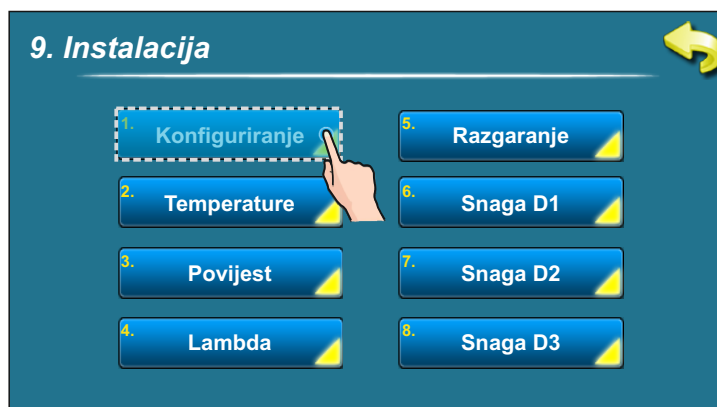 9. Instalacija
1. Konfiguriranje
2. Temperature
3. Povijest
4. Lambda
5. Razgaranje
6. Snaga D1
7. Snaga D2
8. Snaga D3